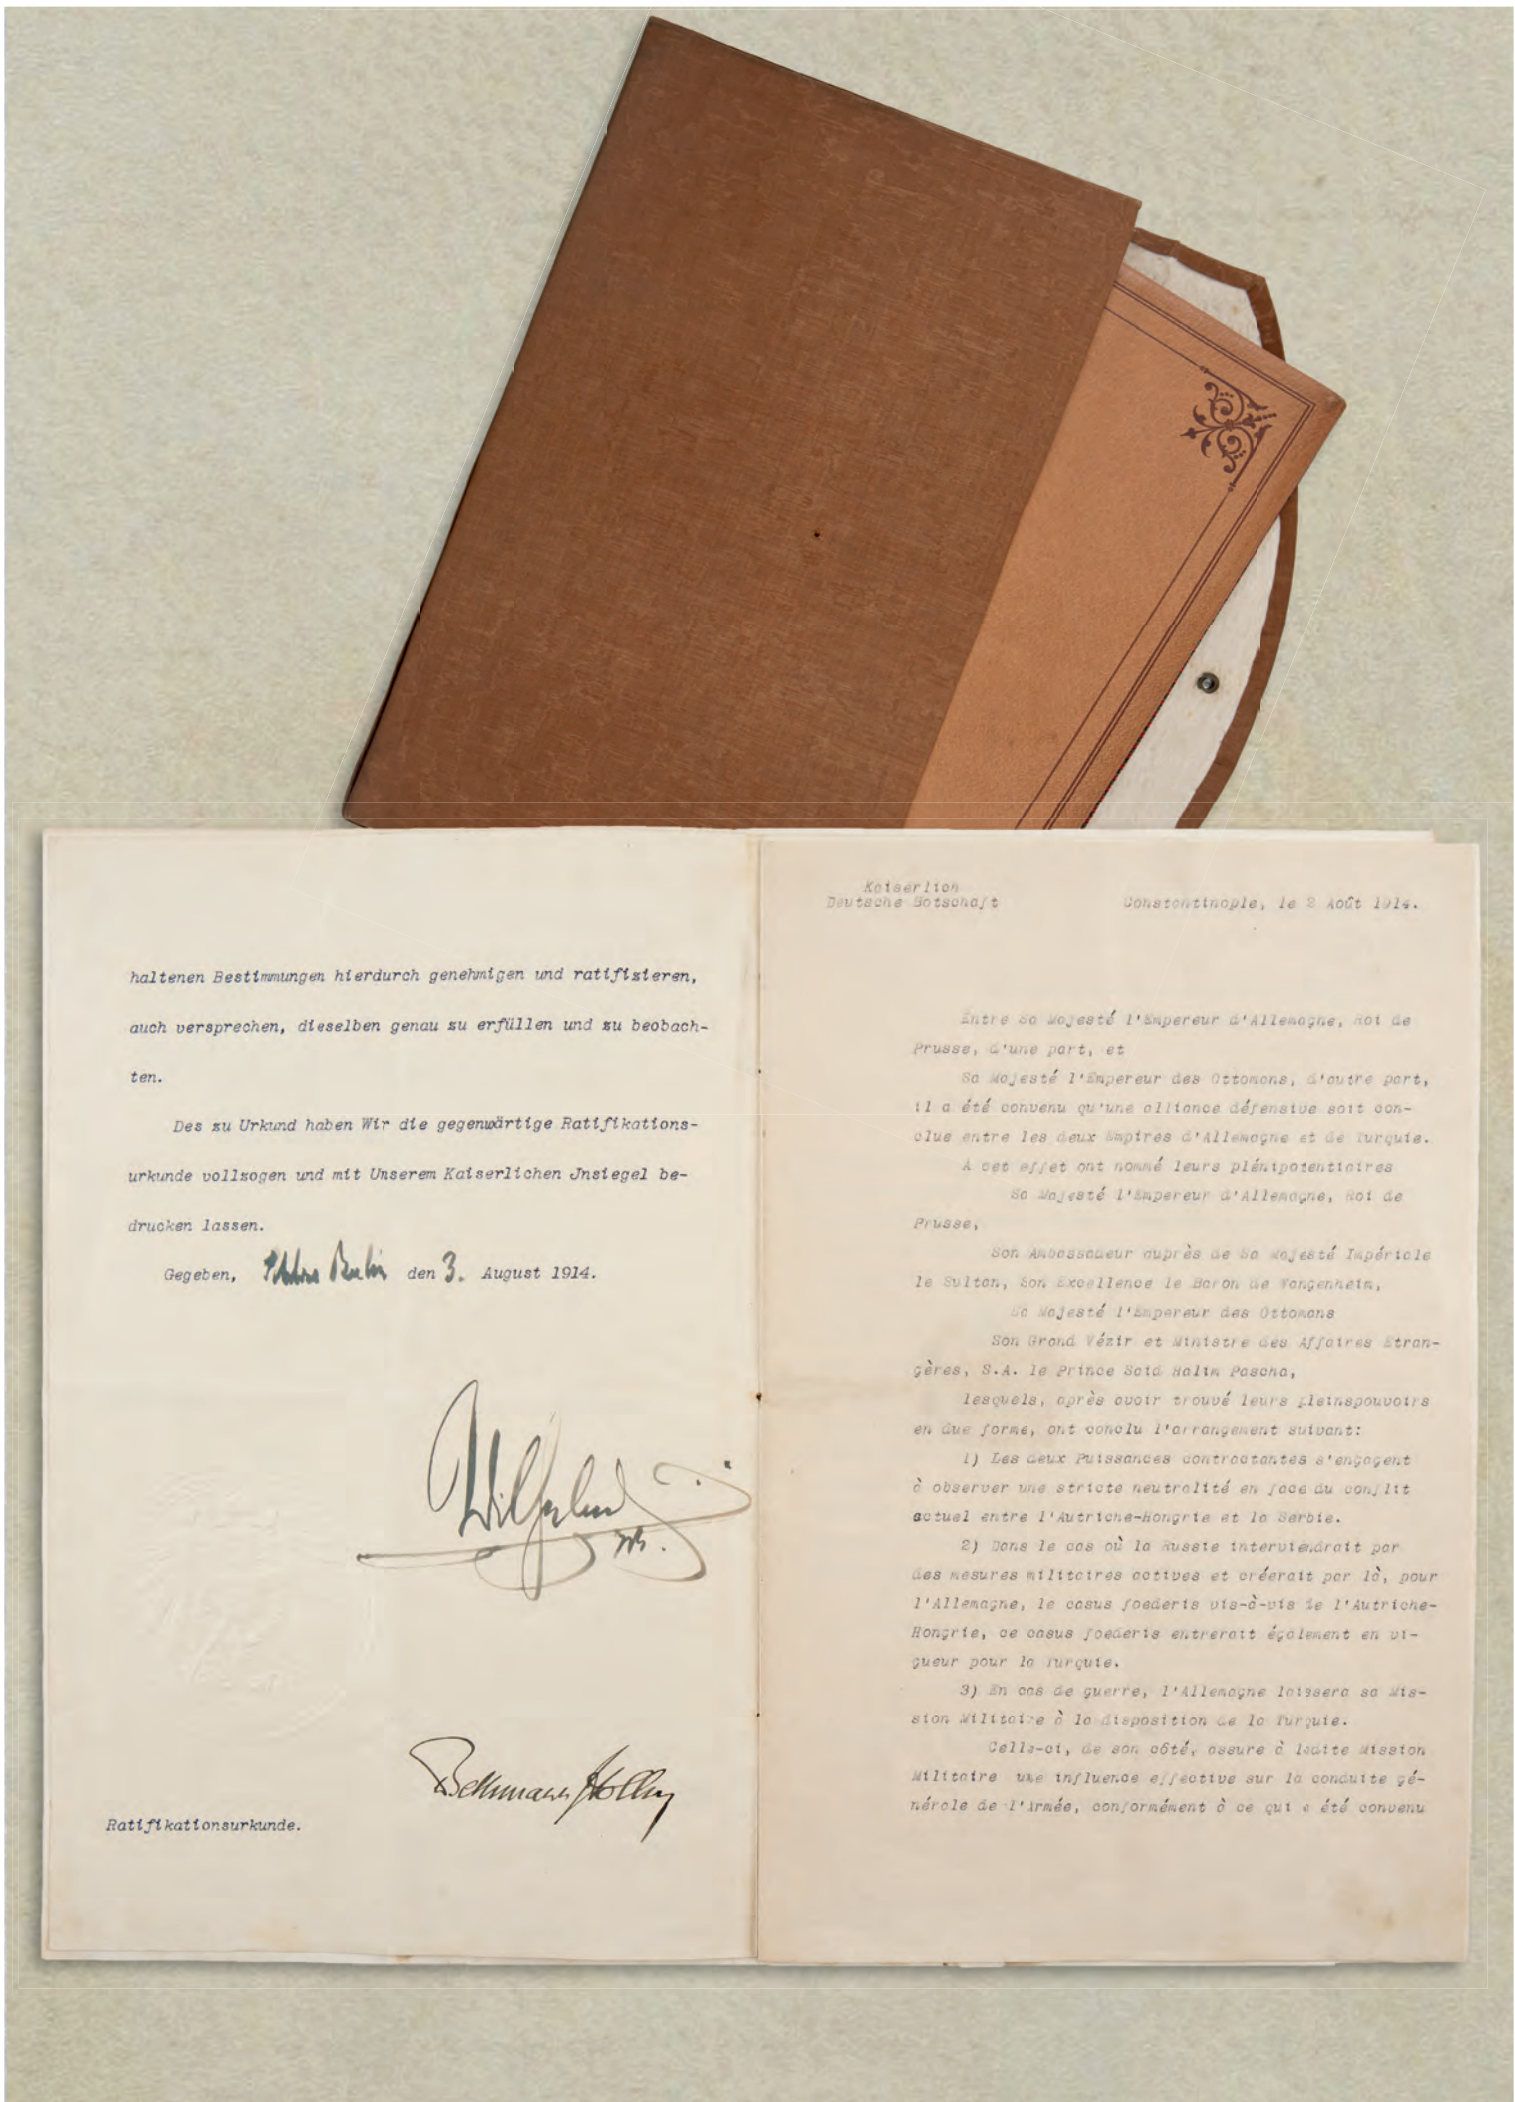 haltenen Bestimmungen hierdurch genehmigen und ratifizieren,
auch versprechen, dieselben genau zu erfüllen und zu beobach-
ten.
Des zu Urkund haben Wir die gegenwärtige Ratifikations-
urkunde vollzogen und mit Unserem Kaiserlichen Jnsiegel be-
drucken lassen.
Gegeben, Schloss Berlin den 3. August 1914.
Wilhelm
Bethmann Hollweg
Ratifikationsurkunde.
Kaiserlich
Deutsche Botschaft
Constantinople, le 2 Août 1914.
Entre Sa Majesté l'Empereur d'Allemagne, Roi de
Prusse, d'une part, et
Sa Majesté l'Empereur des Ottomans, d'autre part,
il a été convenu qu'une alliance défensive soit con-
clue entre les deux Empires d'Allemagne et de Turquie.
A cet effet ont nommé leurs plénipotentiaires
Sa Majesté l'Empereur d'Allemagne, Roi de
Prusse,
Son Ambassadeur auprès de Sa Majesté Impériale
le Sultan, Son Excellence le Baron de Wangenheim,
Sa Majesté l'Empereur des Ottomans
Son Grand Vézir et Ministre des Affaires Etran-
gères, S.A. le Prince Said Halim Pascha,
lesquels, après avoir trouvé leurs pleinspouvoirs
en due forme, ont conclu l'arrangement suivant:
1) Les deux Puissances contractantes s'engagent
à observer une stricte neutralité en face du conflit
actuel entre l'Autriche-Hongrie et la Serbie.
2) Dans le cas où la Russie interviendrait par
des mesures militaires actives et créerait par là, pour
l'Allemagne, le casus foederis vis-à-vis de l'Autriche-
Hongrie, ce casus foederis entrerait également en vi-
gueur pour la Turquie.
3) En cas de guerre, l'Allemagne laissera sa Mis-
sion Militaire à la disposition de la Turquie.
Celle-ci, de son côté, assure à ladite Mission
Militaire une influence effective sur la conduite gé-
nérale de l'Armée, conformément à ce qui a été convenu